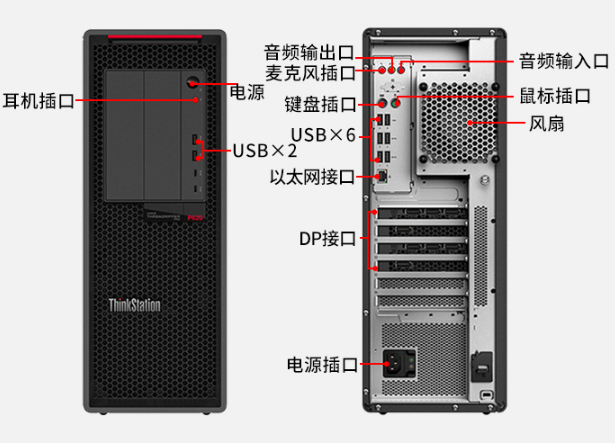 耳机插口
电源
USB×2
P620
ThinkStation
音频输出口
麦克风插口
键盘插口
USB×6
以太网接口
DP接口
电源插口
音频输入口
鼠标插口
风扇